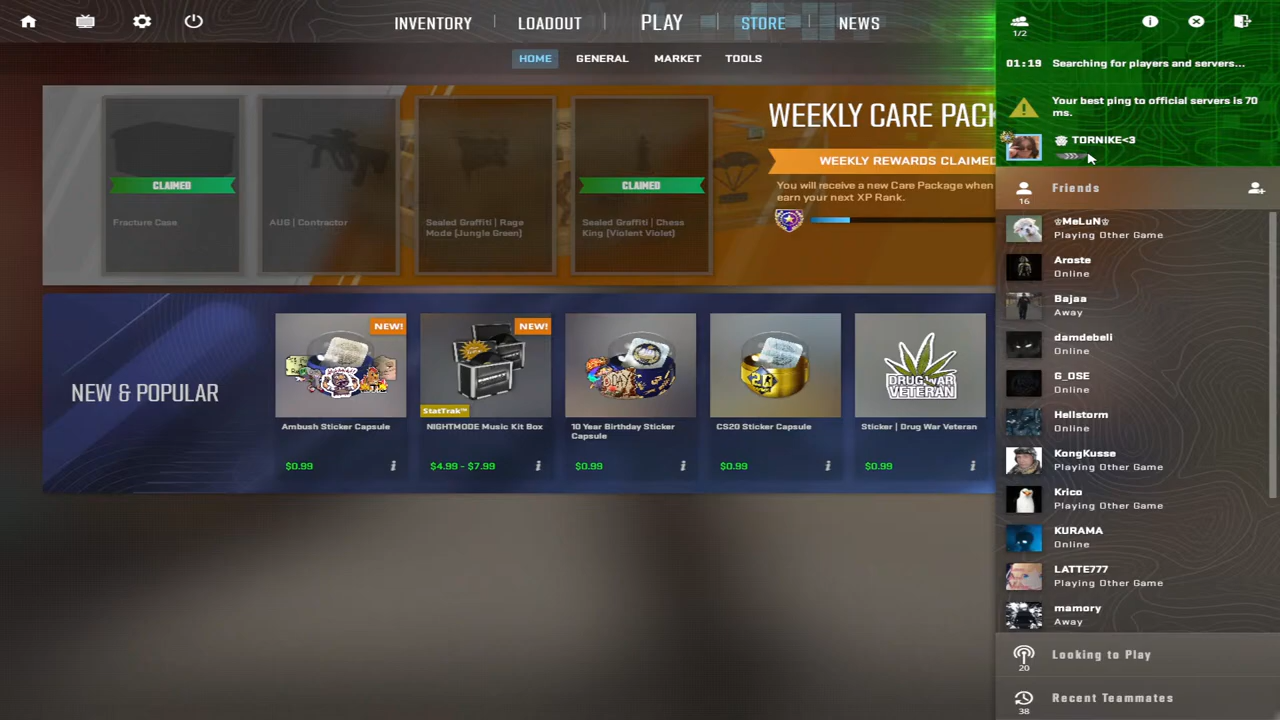 INVENTORY
LOADOUT
PLAY
STORE
NEWS
HOME
GENERAL
MARKET
TOOLS
1/2
01:19
Searching for players and servers...
Your best ping to official servers is 70
ms.
TORNIKE<3
WEEKLY CARE PACK
WEEKLY REWARDS CLAIMED
You will receive a new Care Package when
earn your next XP Rank.
CLAIMED
Fracture Case
AUG | Contractor
Sealed Graffiti | Rage
Mode (Jungle Green)
CLAIMED
Sealed Graffiti | Chess
King (Violent Violet)
NEW & POPULAR
NEW!
Ambush Sticker Capsule
$0.99
NEW!
StatTrak™
NIGHTMODE Music Kit Box
$4.99 - $7.99
10 Year Birthday Sticker
Capsule
$0.99
CS20 Sticker Capsule
$0.99
DRUG WAR
VETERAN
Sticker | Drug War Veteran
$0.99
Friends
16
♔MeLuN♔
Playing Other Game
Aroste
Online
Bajaa
Away
damdebeli
Online
G_OSE
Online
Hellstorm
Online
KongKusse
Playing Other Game
Krico
Playing Other Game
KURAMA
Online
LATTE777
Playing Other Game
mamory
Away
Looking to Play
20
Recent Teammates
38